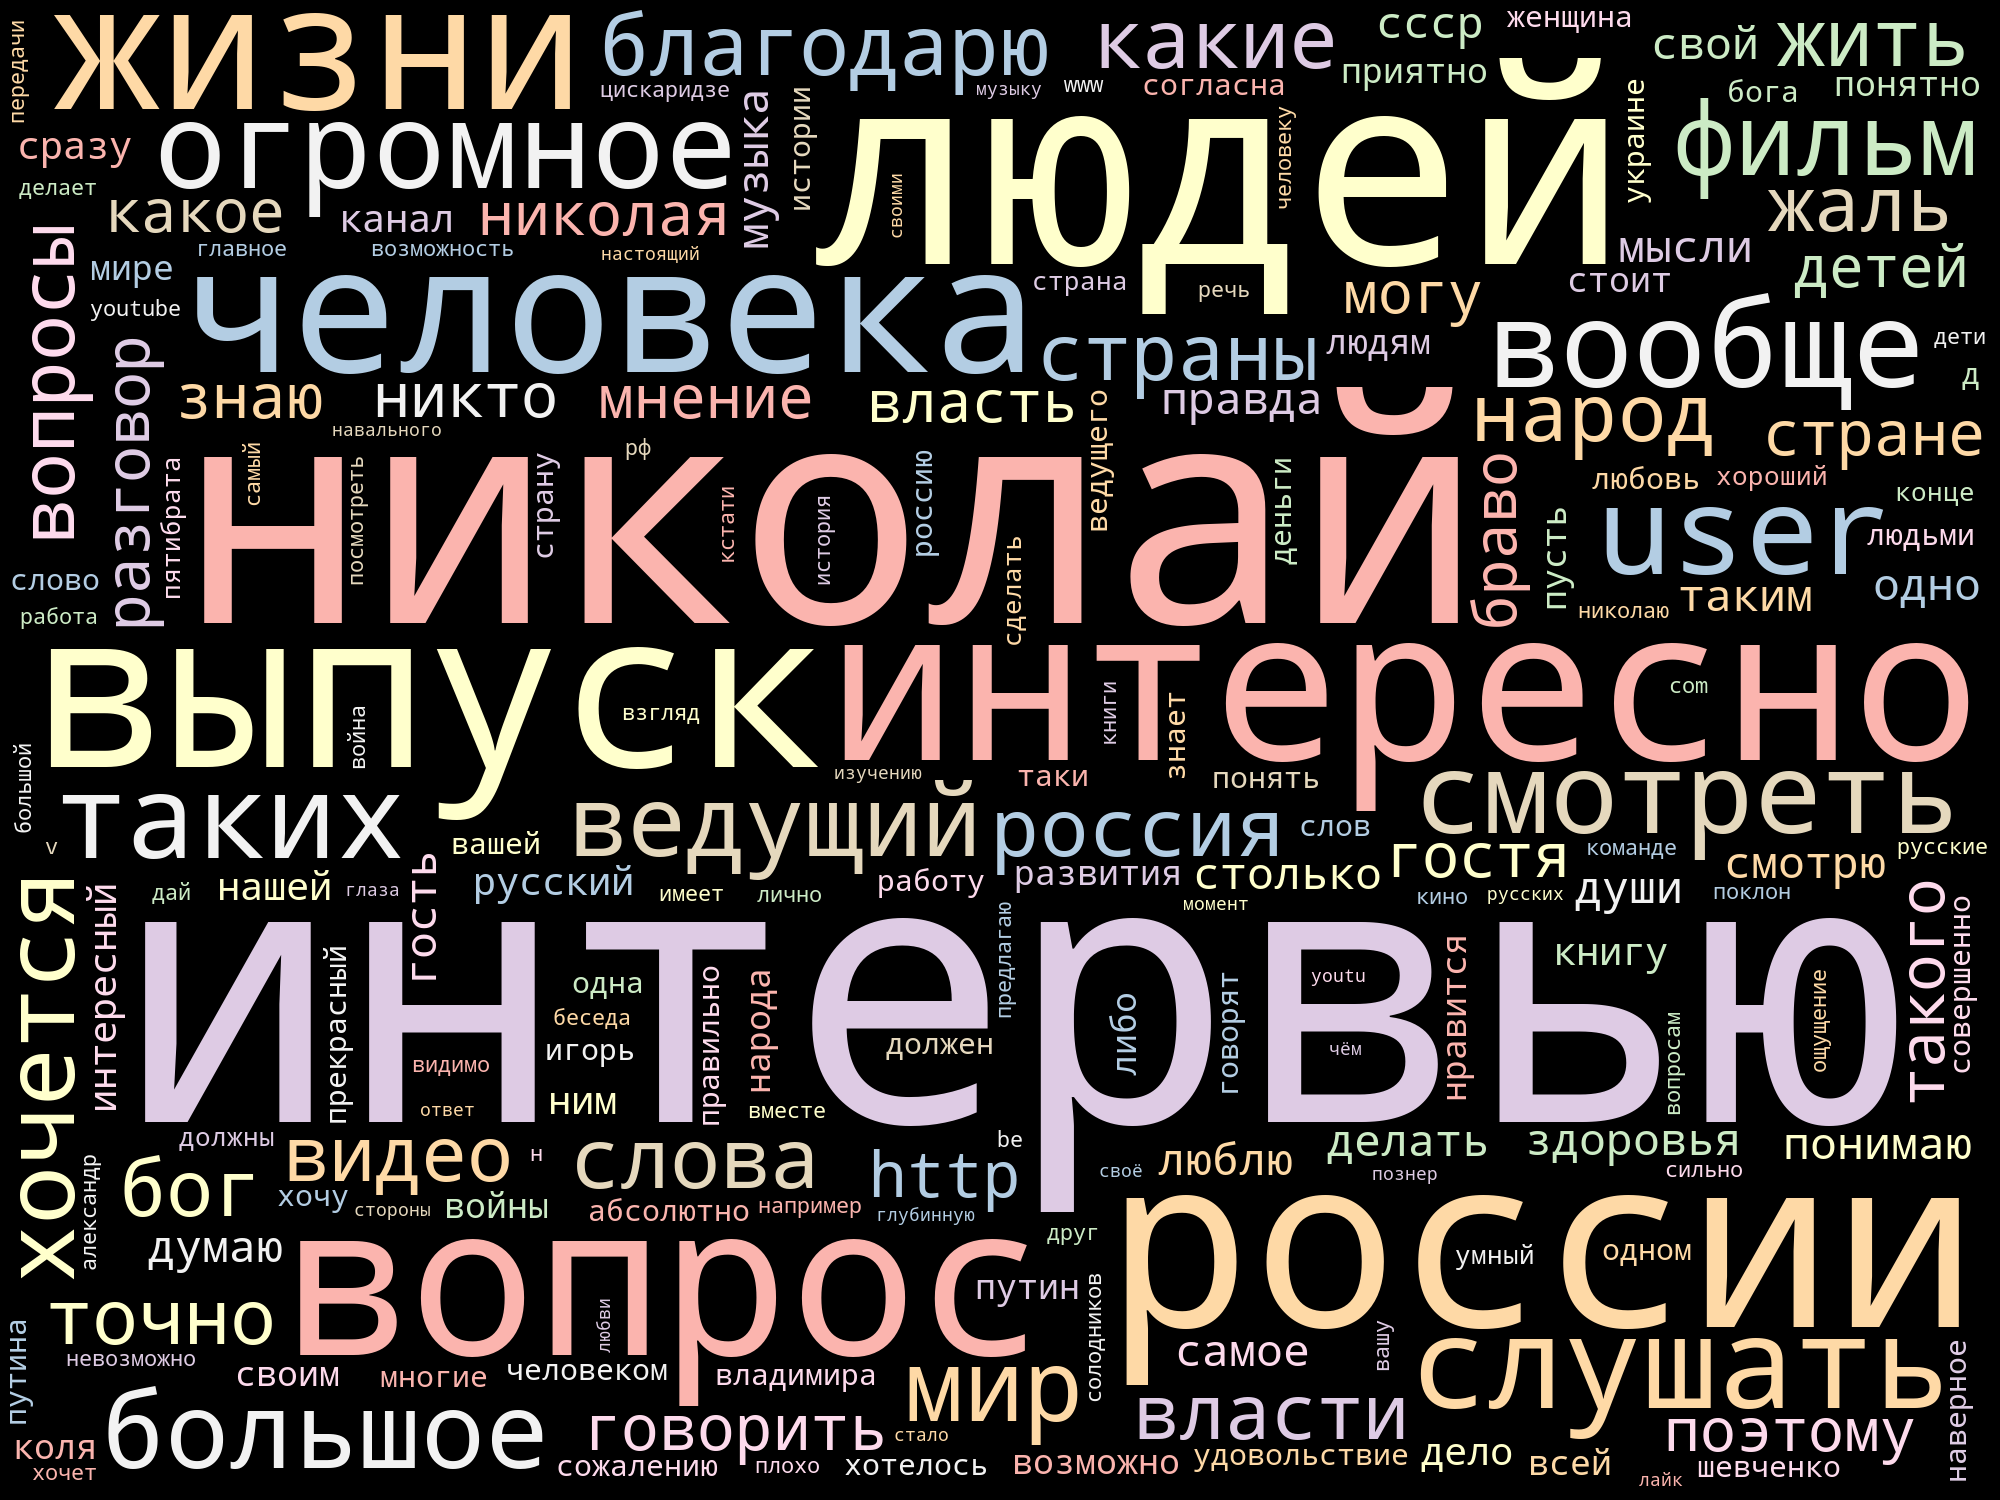 передачи
жизни
благодарю
какие
ссср
женщина
свой
жить
цискаридзе
музыку
www
согласна
приятно
бога
понятно
сразу
огромное
музыка
истории
людей
своими
человеку
украине
фильм
делает
какое
канал
николая
жаль
главное
возможность
настоящий
мысли
вопросы
мире
человека
страна
речь
могу
стоит
детей
youtube
разговор
страны
людям
вообще
дети
д
знаю
никто
мнение
власть
правда
народ
стране
навального
рф
ведущего
самый
пятибрата
николай
посмотреть
страну
кстати
история
россию
сделать
деньги
браво
любовь
хороший
конце
пусть
user
людьми
слово
работа
николаю
таким
одно
выпуск
интересно
взгляд
война
книги
знает
com
большой
изучению
таки
понять
смотреть
v
таких
вашей
ведущий
россия
слов
гостя
команде
смотрю
русские
хочется
интересный
дай
нашей
глаза
гость
русский
имеет
лично
работу
развития
столько
момент
кино
русских
души
поклон
такого
совершенно
интервью
прекрасный
одна
беседа
игорь
видимо
ответ
ним
правильно
народа
вместе
должен
предлагаю
либо
говорят
youtu
чём
нравится
книгу
вопросам
ощущение
александр
должны
бог
видео
н
слова
http
be
своё
люблю
делать
познер
здоровья
сильно
понимаю
хочу
стороны
войны
абсолютно
например
глубинную
друг
думаю
вопрос
любви
путин
солодников
россии
умный
одном
путина
точно
невозможно
своим
многие
человеком
владимира
мир
самое
вашу
слушать
наверное
коля
хочет
большое
говорить
стало
власти
поэтому
сожалению
плохо
хотелось
возможно
удовольствие
дело
всей
лайк
шевченко